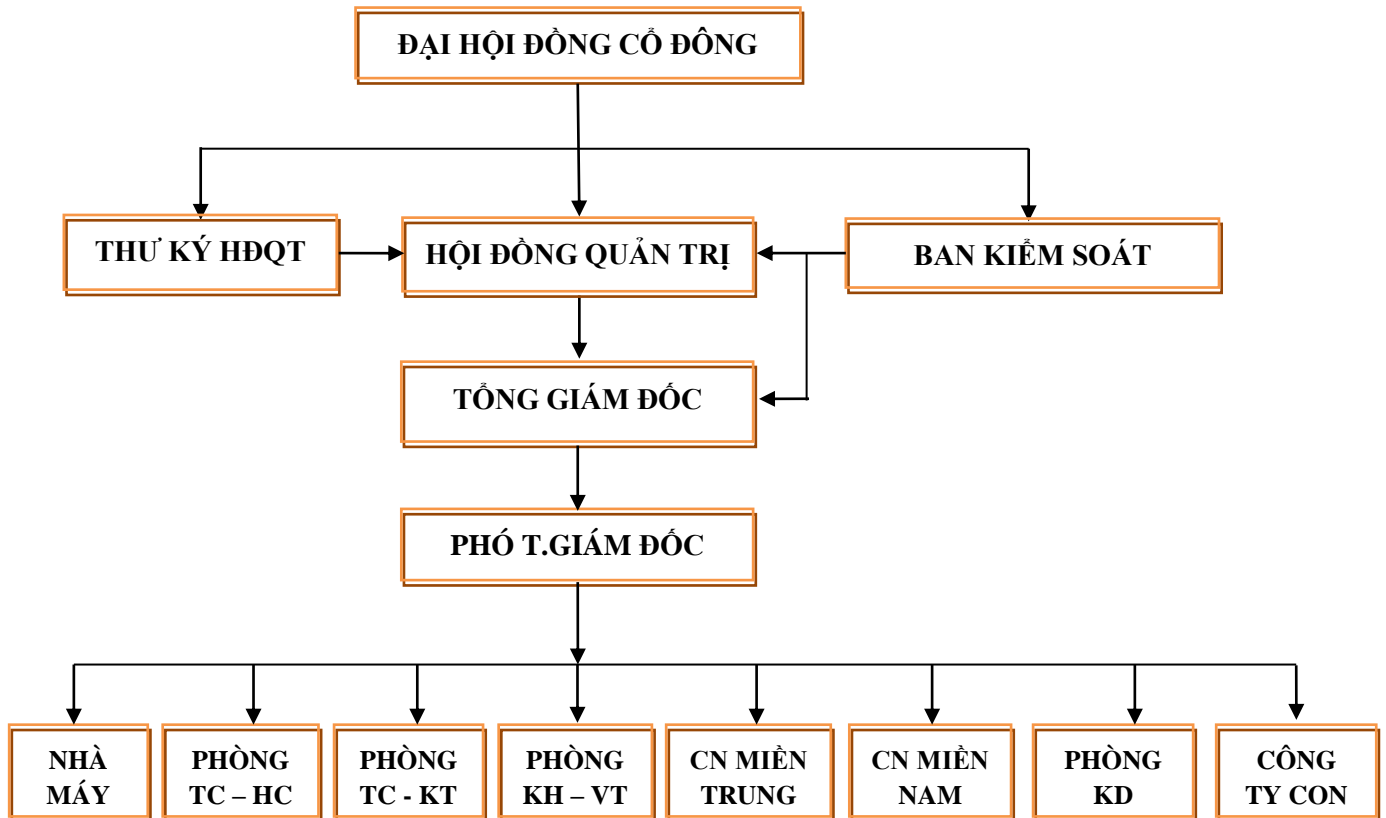 ĐẠI HỘI ĐỒNG CỔ ĐÔNG
THƯ KÝ HĐQT
HỘI ĐỒNG QUẢN TRỊ
BAN KIỂM SOÁT
TỔNG GIÁM ĐỐC
PHÓ T.GIÁM ĐỐC
NHÀ
MÁY
PHÒNG
TC – HC
PHÒNG
TC - KT
PHÒNG
KH – VT
CN MIỀN
TRUNG
CN MIỀN
NAM
PHÒNG
KD
CÔNG
TY CON